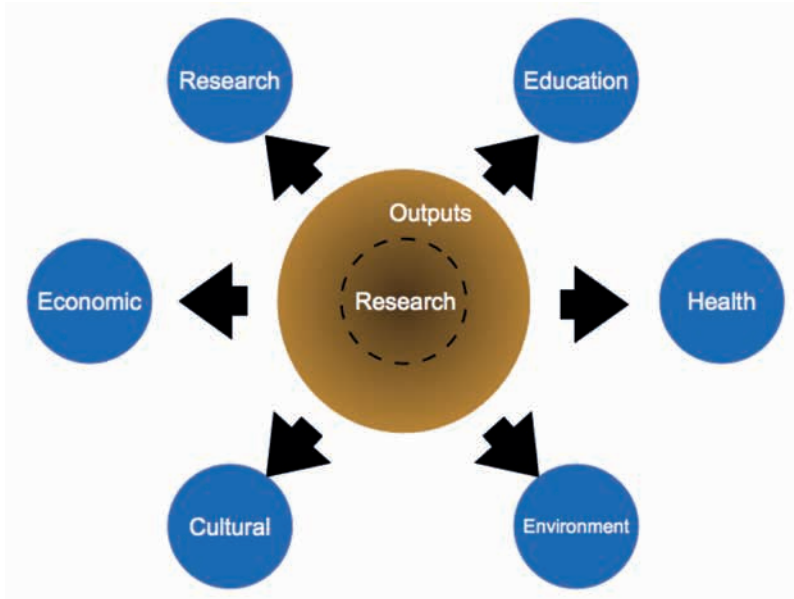 Research
Education
Outputs
Economic
Research
Health
Cultural
Environment